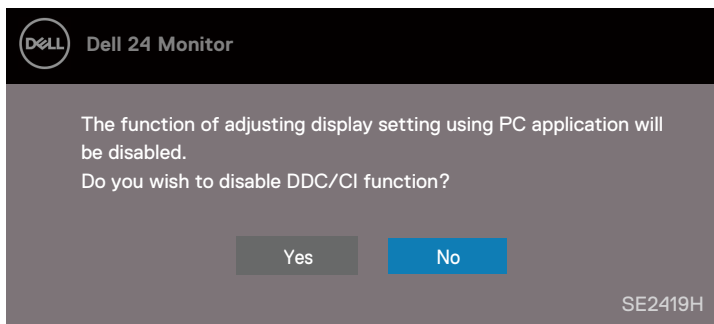 DELL
Dell 24 Monitor
The function of adjusting display setting using PC application will
be disabled.
Do you wish to disable DDC/CI function?
Yes
No
SE2419H